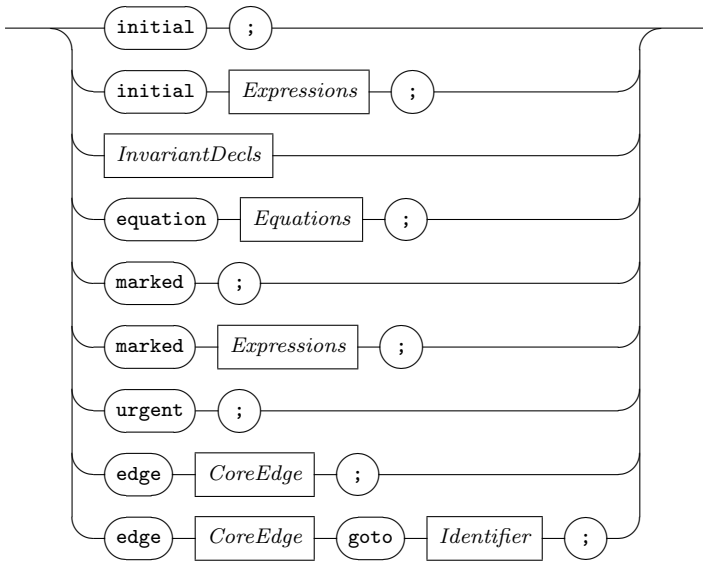 initial ;
initial Expressions ;
InvariantDecls
equation Equations ;
marked ;
marked Expressions ;
urgent ;
edge CoreEdge ;
edge CoreEdge goto Identifier ;